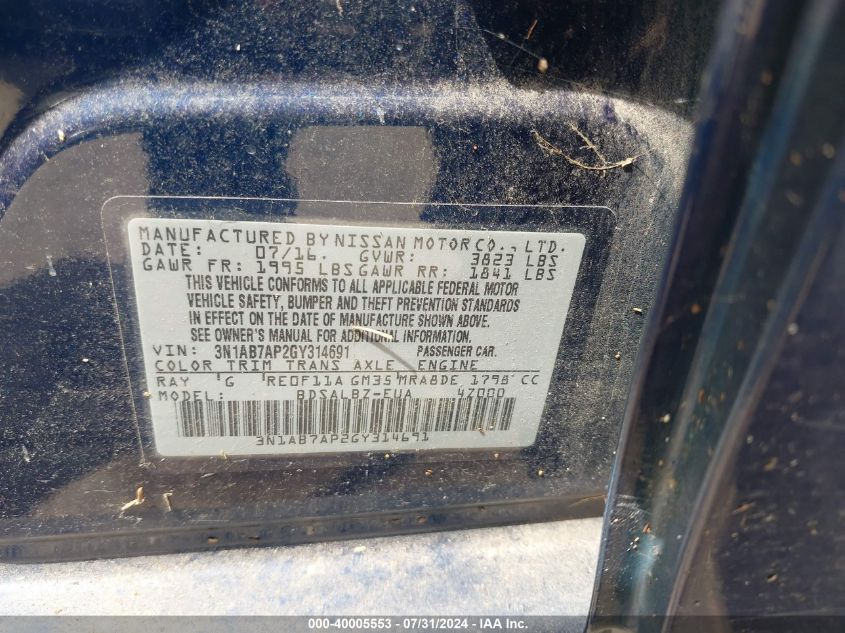 MANUFACTURED BY NISSAN MOTOR CO., LTD.
DATE: 07/16. GVWR: 3823 LBS
GAWR FR: 1995 LBS GAWR RR: 1841 LBS
THIS VEHICLE CONFORMS TO ALL APPLICABLE FEDERAL MOTOR
VEHICLE SAFETY, BUMPER AND THEFT PREVENTION STANDARDS
IN EFFECT ON THE DATE OF MANUFACTURE SHOWN ABOVE.
SEE OWNER'S MANUAL FOR ADDITIONAL INFORMATION.
VIN: 3N1AB7AP2GY314691 PASSENGER CAR.
COLOR TRIM TRANS AXLE ENGINE
RAY G RE0F11A GM35 MRA8DE 1798 CC
MODEL: BDSALBZ-EUA 4Z000
3N1AB7AP2GY314691
000-40005553 / 07/31/2024 - IAA Inc.